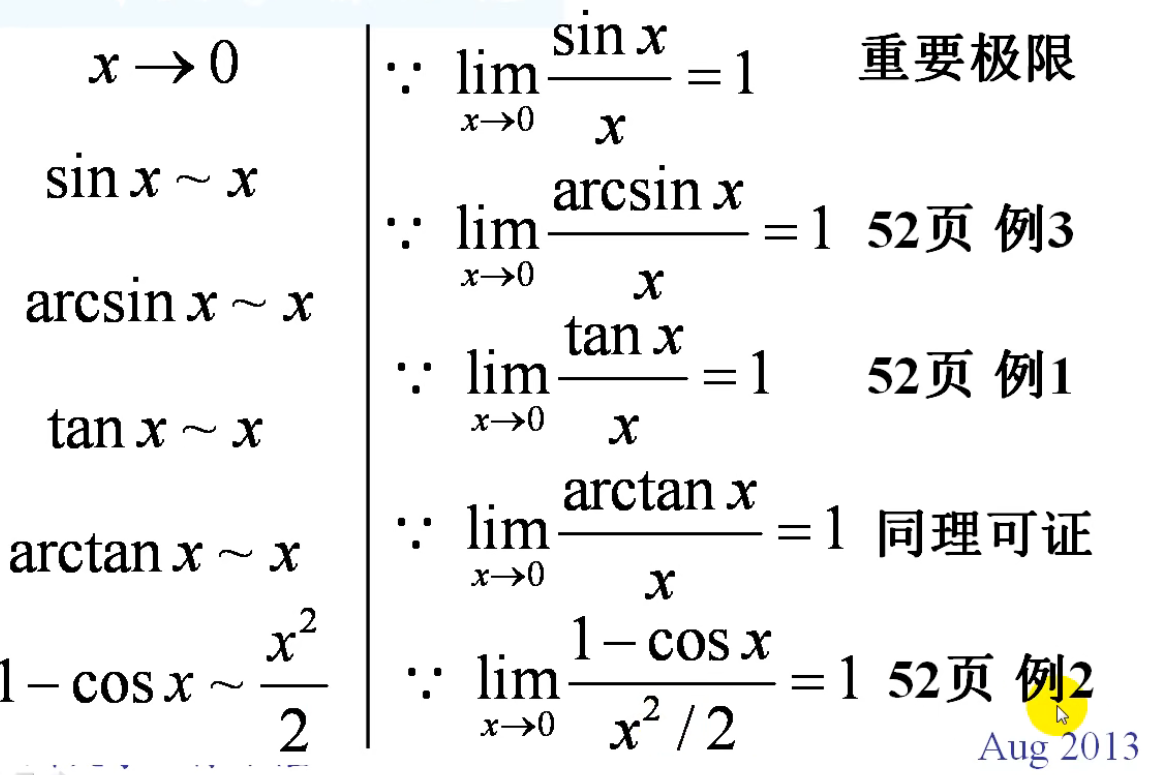 x → 0
sin x ~ x
arcsin x ~ x
tan x ~ x
arctan x ~ x
1 − cos x ~ x² / 2
∵ lim_{x→0} sin x / x = 1 重要极限
∵ lim_{x→0} arcsin x / x = 1 52页 例3
∵ lim_{x→0} tan x / x = 1 52页 例1
∵ lim_{x→0} arctan x / x = 1 同理可证
∵ lim_{x→0} (1 − cos x) / (x² / 2) = 1 52页 例2
Aug 2013